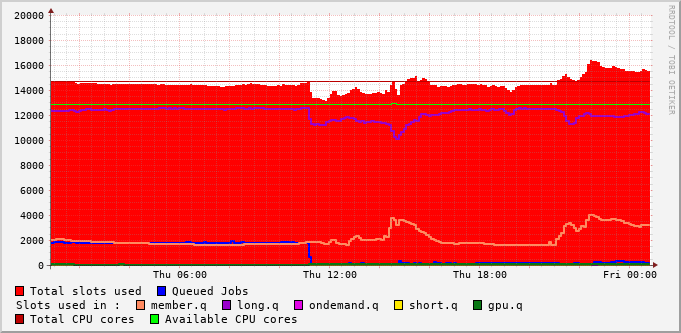 20000
18000
16000
14000
12000
10000
8000
6000
4000
2000
0
Thu 06:00 Thu 12:00 Thu 18:00 Fri 00:00
RRDTOOL / TOBI OETIKER
Total slots used Queued Jobs
Slots used in : member.q long.q ondemand.q short.q gpu.q
Total CPU cores Available CPU cores